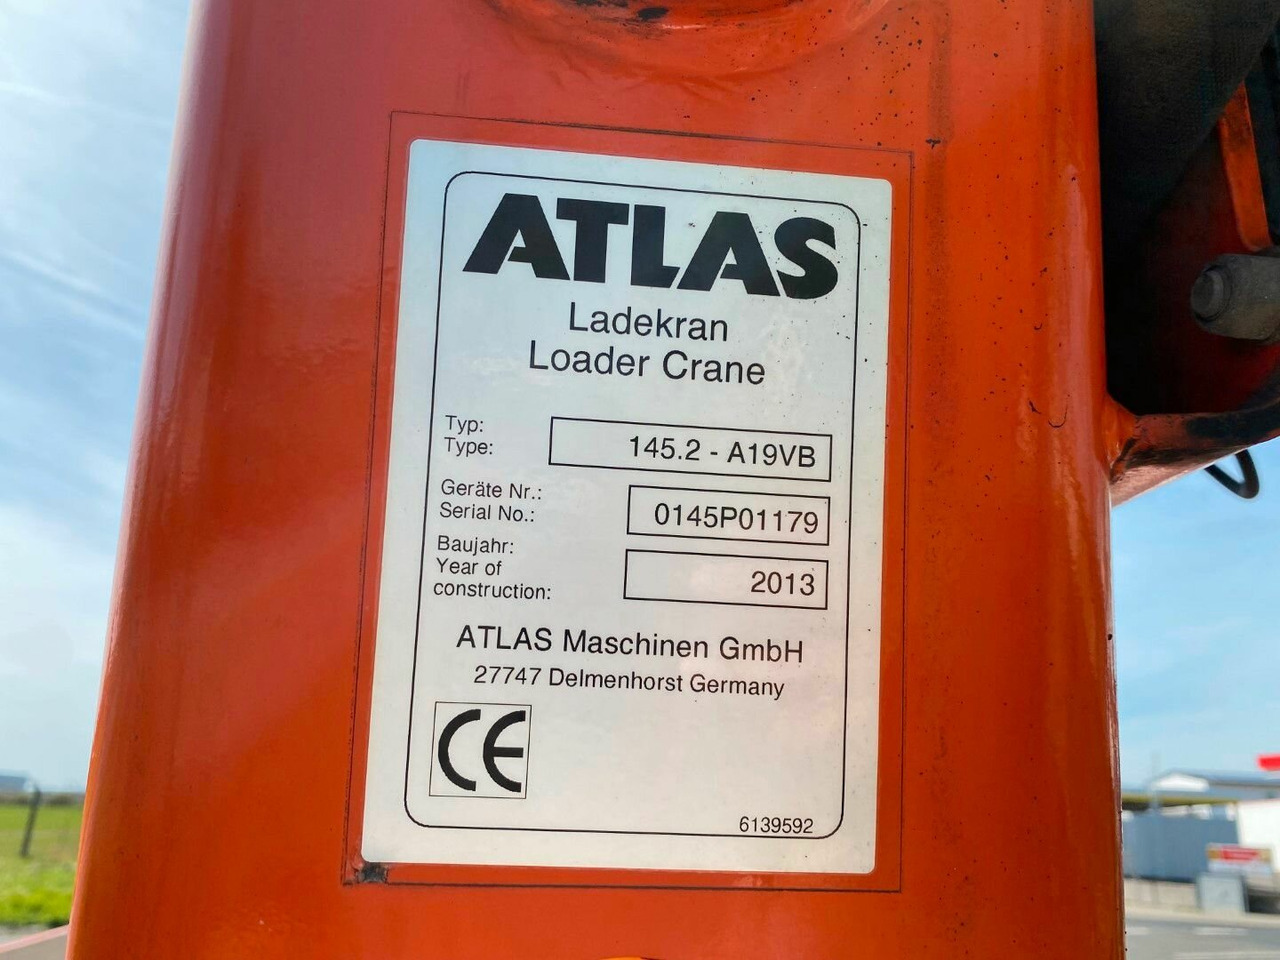 ATLAS
Ladekran
Loader Crane
Typ:
Type:
145.2 - A19VB
Geräte Nr.:
Serial No.:
0145P01179
Baujahr:
Year of
construction:
2013
ATLAS Maschinen GmbH
27747 Delmenhorst Germany
CE
6139592